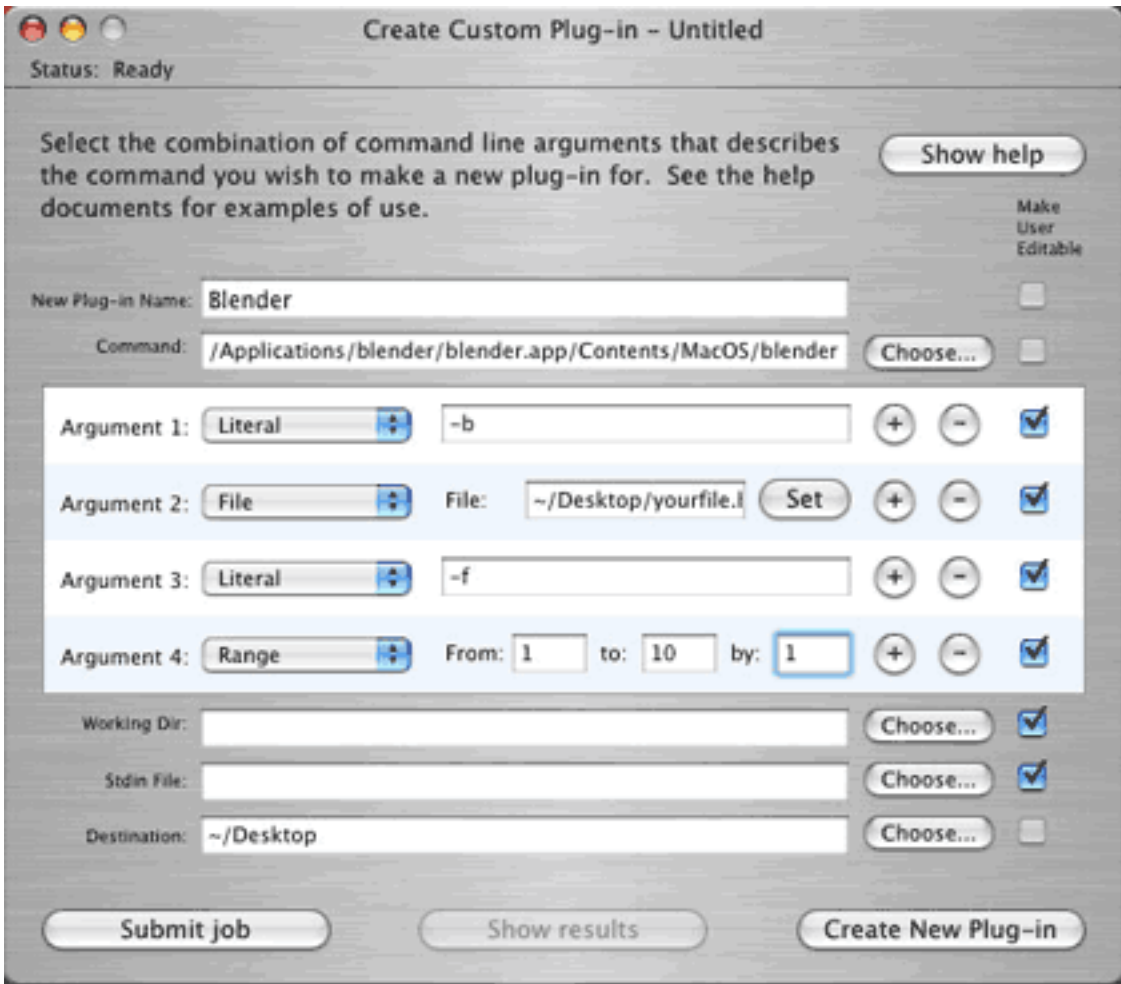 Create Custom Plug-in - Untitled
Status: Ready
Select the combination of command line arguments that describes
the command you wish to make a new plug-in for. See the help
documents for examples of use.
Show help
Make
User
Editable
New Plug-in Name: Blender
Command: /Applications/blender/blender.app/Contents/MacOS/blender Choose...
Argument 1: Literal -b + -
Argument 2: File File: ~/Desktop/yourfile. Set + -
Argument 3: Literal -f + -
Argument 4: Range From: 1 to: 10 by: 1 + -
Working Dir: Choose...
Stdin File: Choose...
Destination: ~/Desktop Choose...
Submit job Show results Create New Plug-in